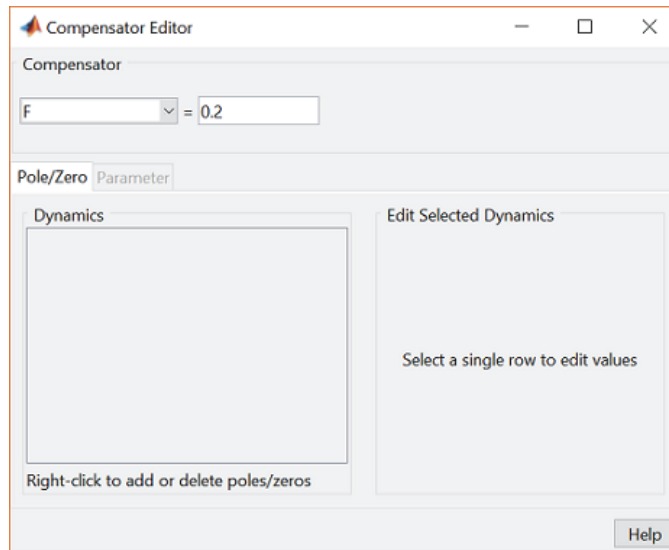 Compensator Editor
Compensator
F = 0.2
Pole/Zero Parameter
Dynamics
Edit Selected Dynamics
Select a single row to edit values
Right-click to add or delete poles/zeros
Help